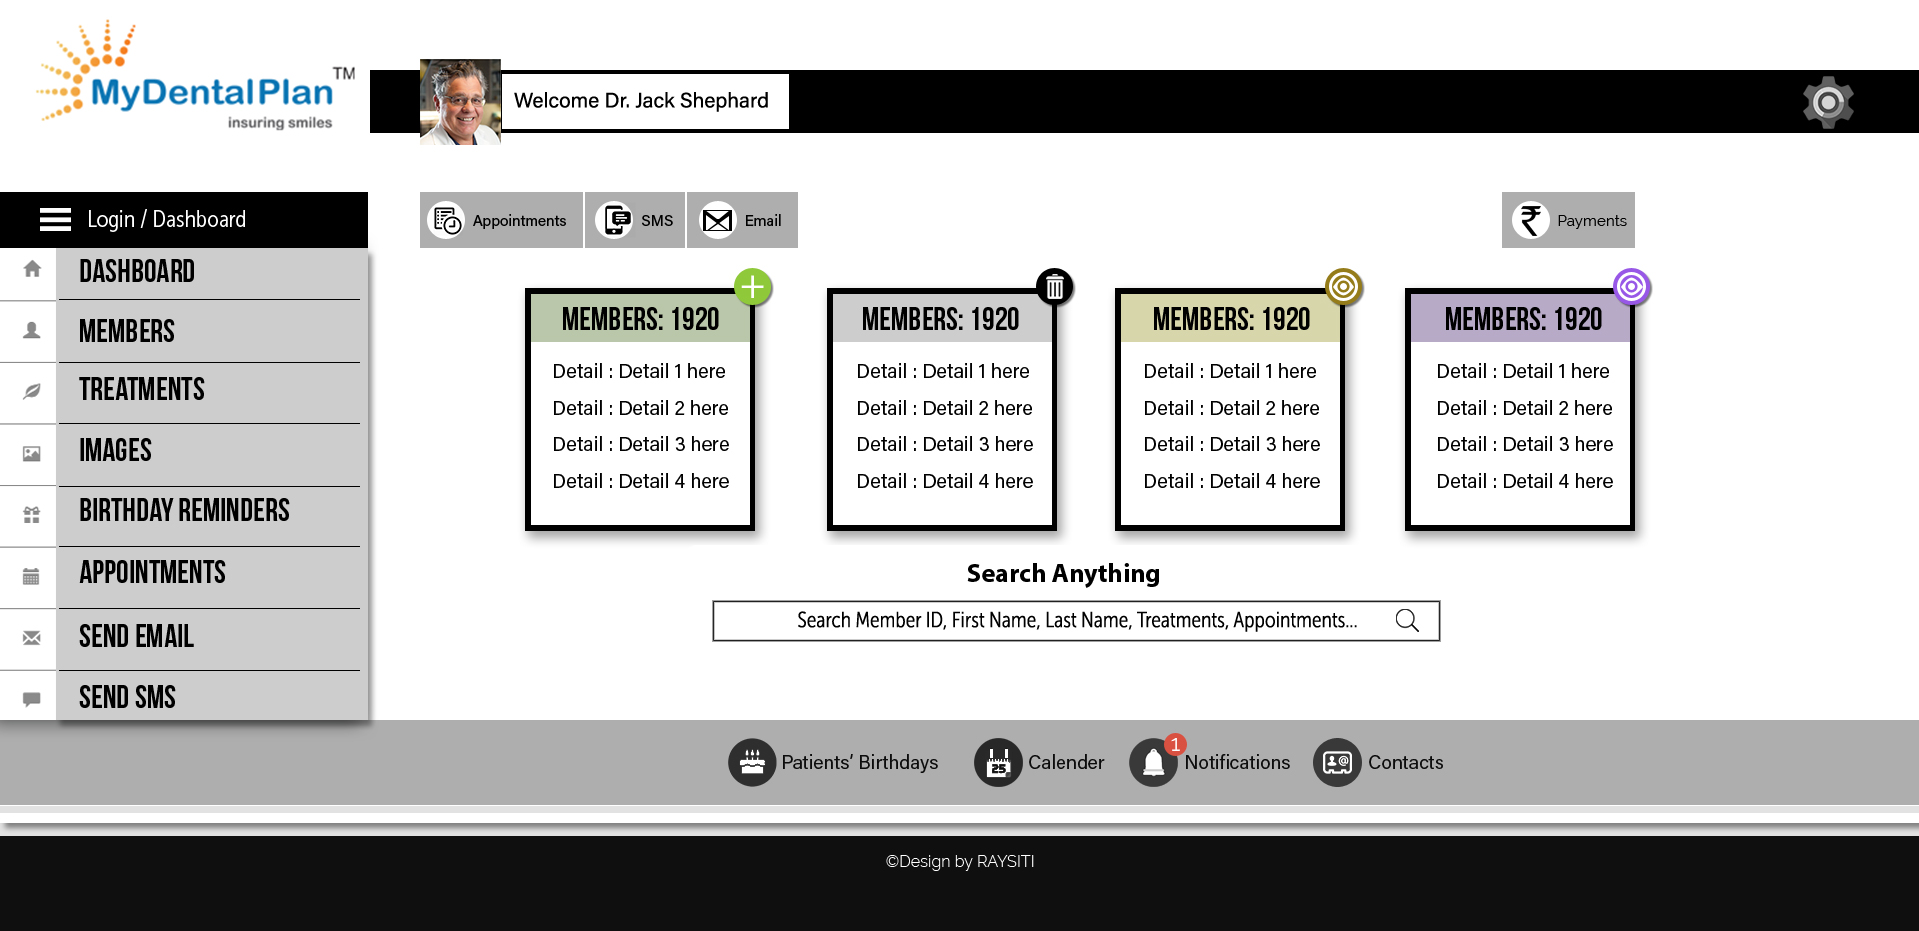 MyDentalPlan TM
insuring smiles
Welcome Dr. Jack Shephard
Login / Dashboard
DASHBOARD
MEMBERS
TREATMENTS
IMAGES
BIRTHDAY REMINDERS
APPOINTMENTS
SEND EMAIL
SEND SMS
Appointments
SMS
Email
Payments
MEMBERS: 1920
Detail : Detail 1 here
Detail : Detail 2 here
Detail : Detail 3 here
Detail : Detail 4 here
MEMBERS: 1920
Detail : Detail 1 here
Detail : Detail 2 here
Detail : Detail 3 here
Detail : Detail 4 here
MEMBERS: 1920
Detail : Detail 1 here
Detail : Detail 2 here
Detail : Detail 3 here
Detail : Detail 4 here
MEMBERS: 1920
Detail : Detail 1 here
Detail : Detail 2 here
Detail : Detail 3 here
Detail : Detail 4 here
Search Anything
Search Member ID, First Name, Last Name, Treatments, Appointments...
Patients’ Birthdays
25
Calender
1
Notifications
Contacts
©Design by RAYSITI